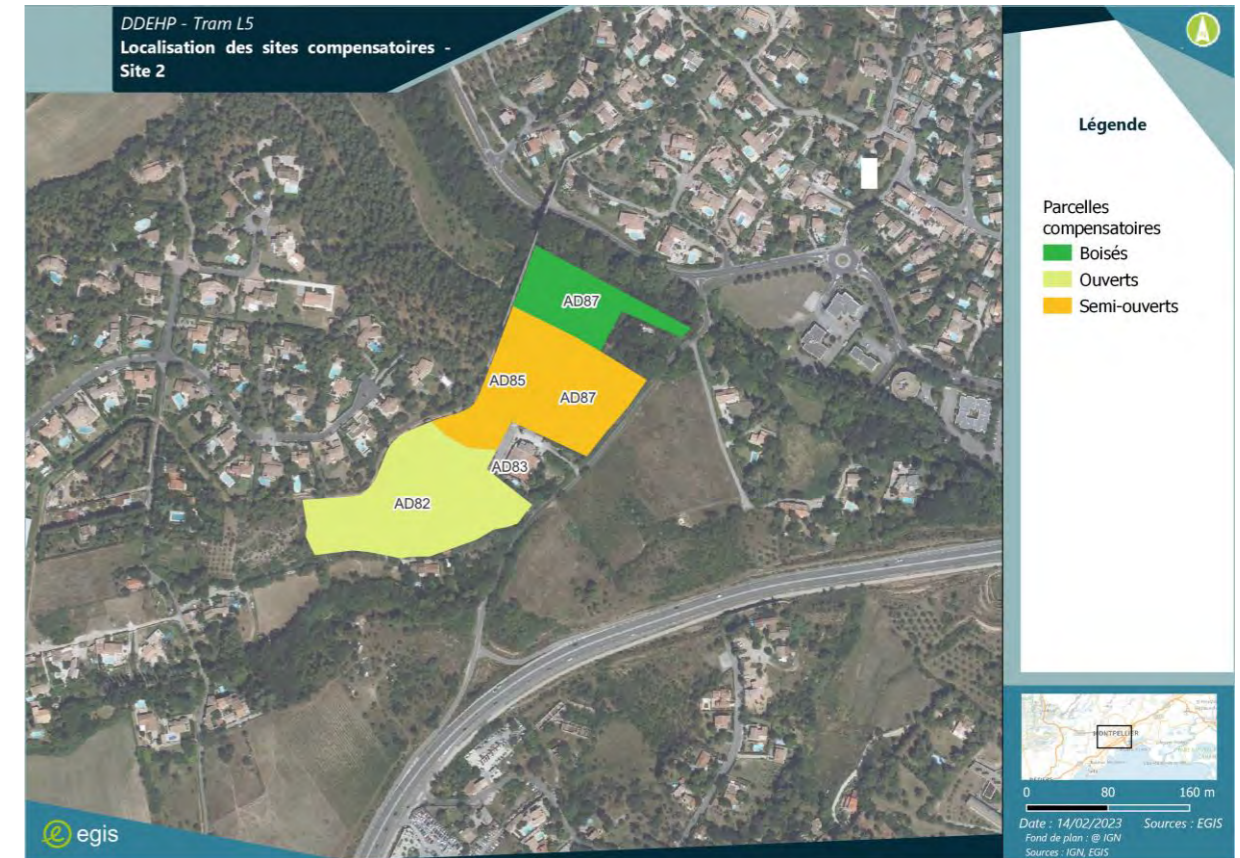 DDEHP - Tram L5
Localisation des sites compensatoires -
Site 2
Légende
Parcelles
compensatoires
Boisés
Ouverts
Semi-ouverts
AD87
AD85
AD87
AD83
AD82
MONTPELLIER
0 80 160 m
Date : 14/02/2023 Sources : EGIS
Fond de plan : @ IGN
Sources : IGN, EGIS
egis